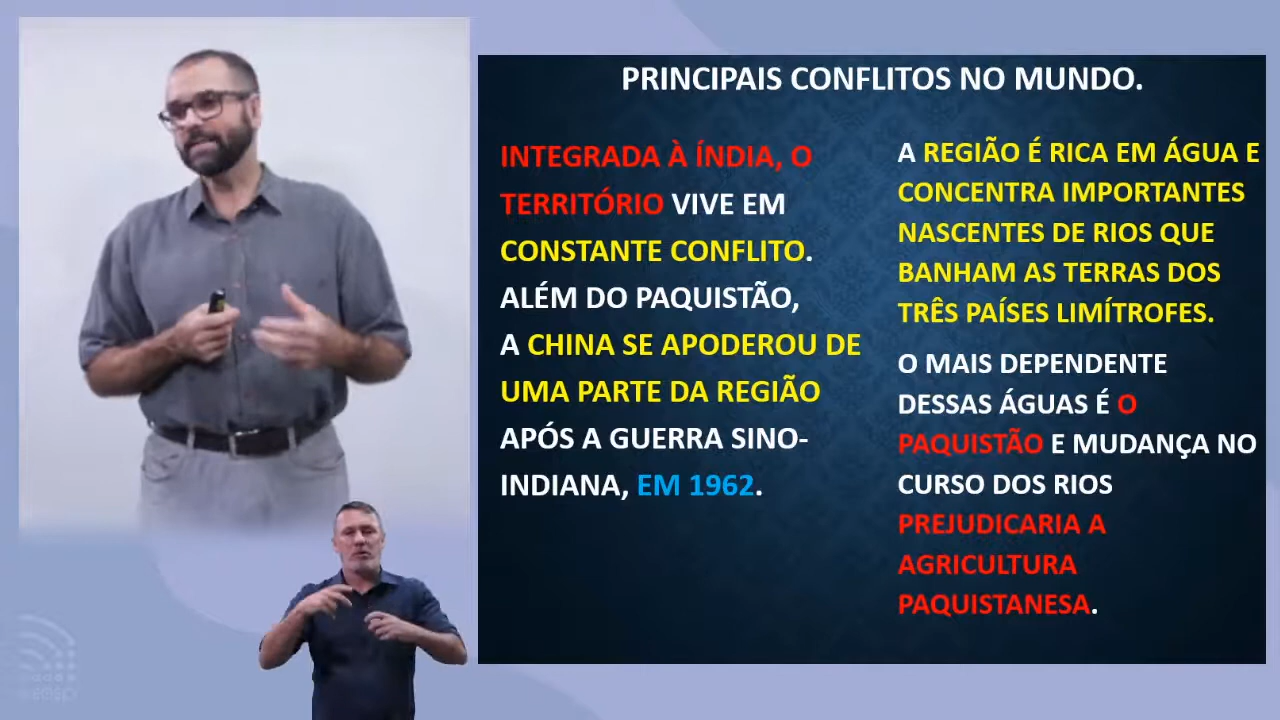 PRINCIPAIS CONFLITOS NO MUNDO.
INTEGRADA À ÍNDIA, O
TERRITÓRIO VIVE EM
CONSTANTE CONFLITO.
ALÉM DO PAQUISTÃO,
A CHINA SE APODEROU DE
UMA PARTE DA REGIÃO
APÓS A GUERRA SINO-
INDIANA, EM 1962.
A REGIÃO É RICA EM ÁGUA E
CONCENTRA IMPORTANTES
NASCENTES DE RIOS QUE
BANHAM AS TERRAS DOS
TRÊS PAÍSES LIMÍTROFES.
O MAIS DEPENDENTE
DESSAS ÁGUAS É O
PAQUISTÃO E MUDANÇA NO
CURSO DOS RIOS
PREJUDICARIA A
AGRICULTURA
PAQUISTANESA.